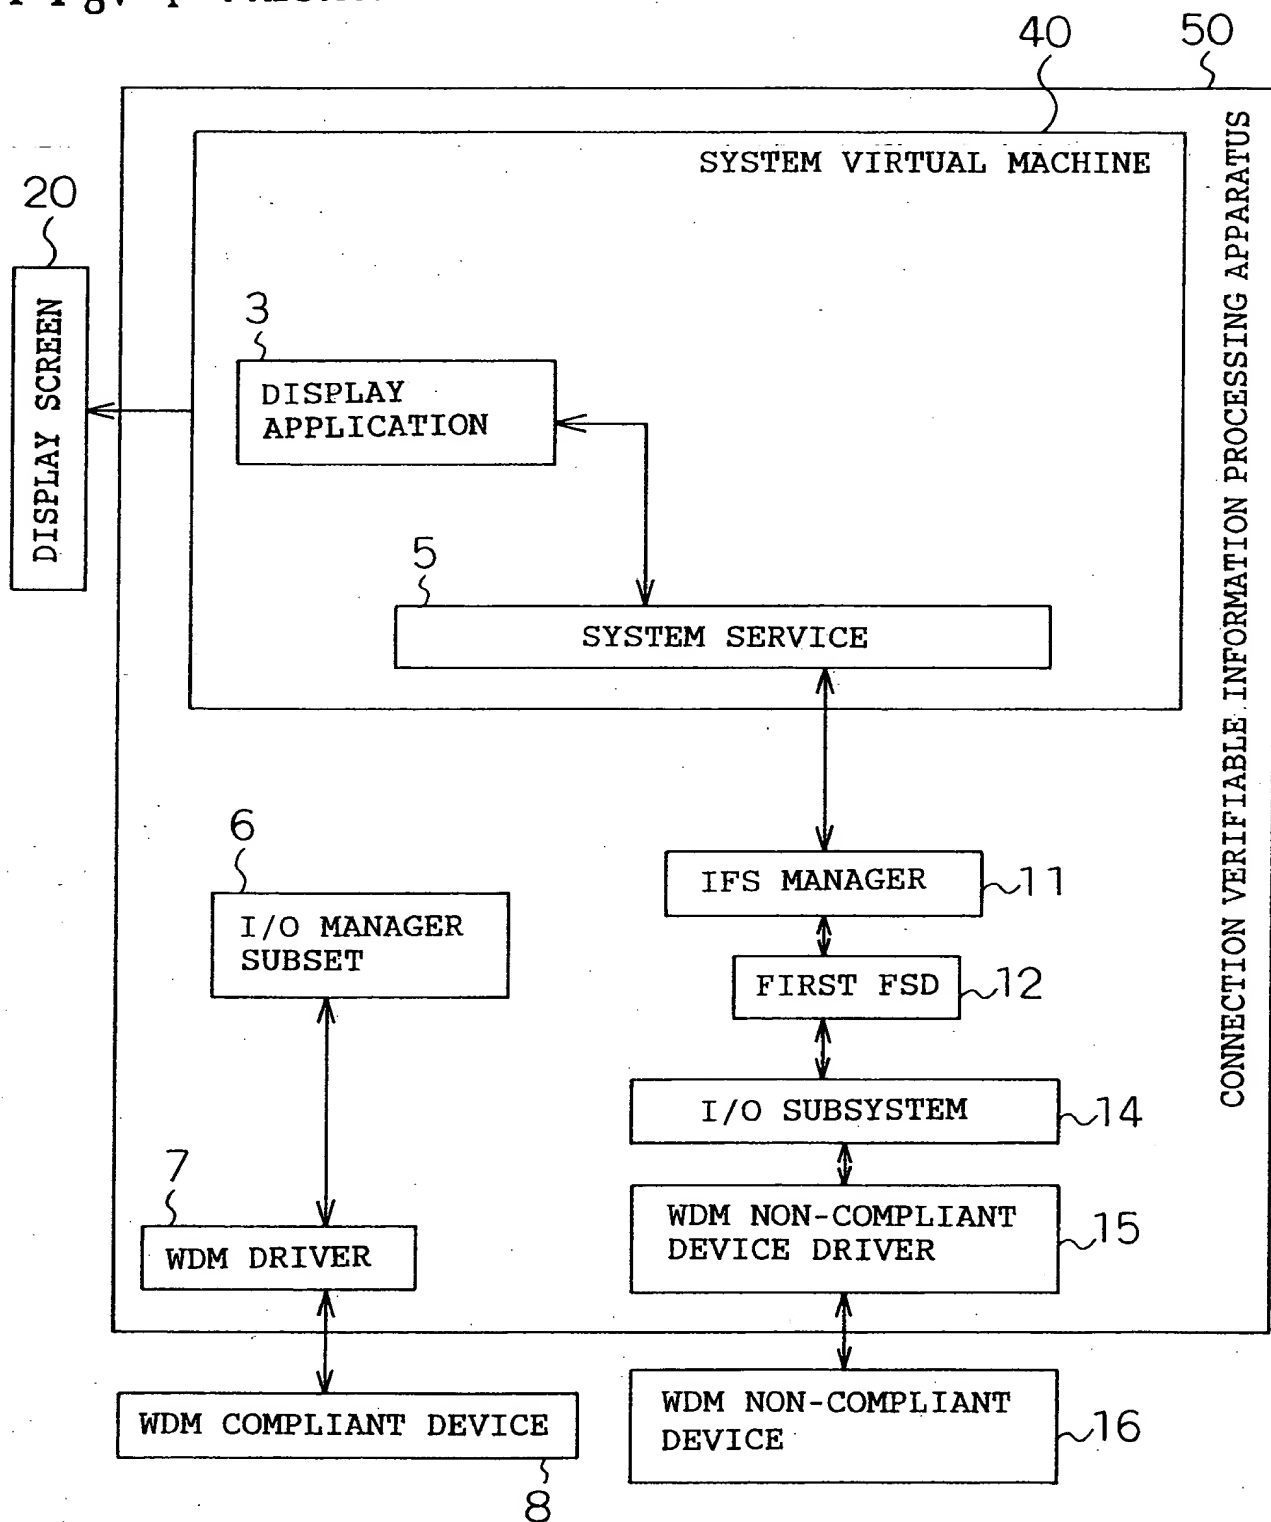 40
50
SYSTEM VIRTUAL MACHINE
CONNECTION VERIFIABLE INFORMATION PROCESSING APPARATUS
20
DISPLAY SCREEN
3
DISPLAY
APPLICATION
5
SYSTEM SERVICE
6
I/O MANAGER
SUBSET
IFS MANAGER
11
FIRST FSD
12
I/O SUBSYSTEM
14
7
WDM DRIVER
WDM NON-COMPLIANT
DEVICE DRIVER
15
WDM COMPLIANT DEVICE
8
WDM NON-COMPLIANT
DEVICE
16